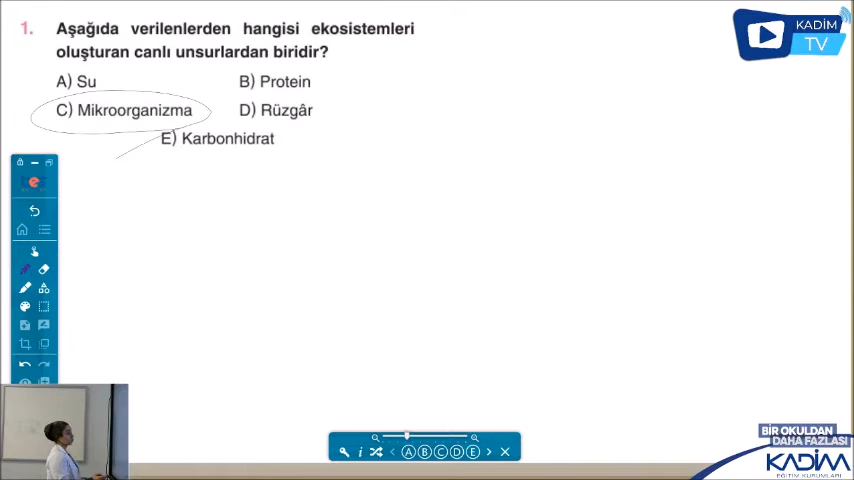 1. Aşağıda verilenlerden hangisi ekosistemleri
oluşturan canlı unsurlardan biridir?
A) Su
B) Protein
C) Mikroorganizma
D) Rüzgâr
E) Karbonhidrat
KADİM
TV
bes
A B C D E
BİR OKULDAN
DAHA FAZLASI
KADİM
EĞİTİM KURUMLARI